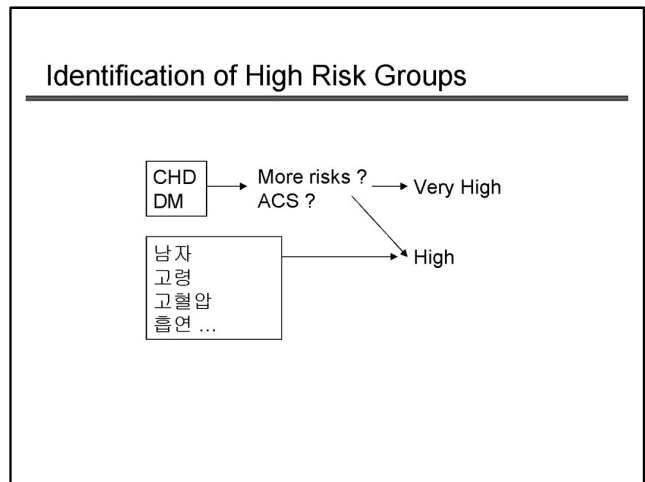 Identification of High Risk Groups
CHD
DM
More risks ?
ACS ?
Very High
High
남자
고령
고혈압
흡연 ...